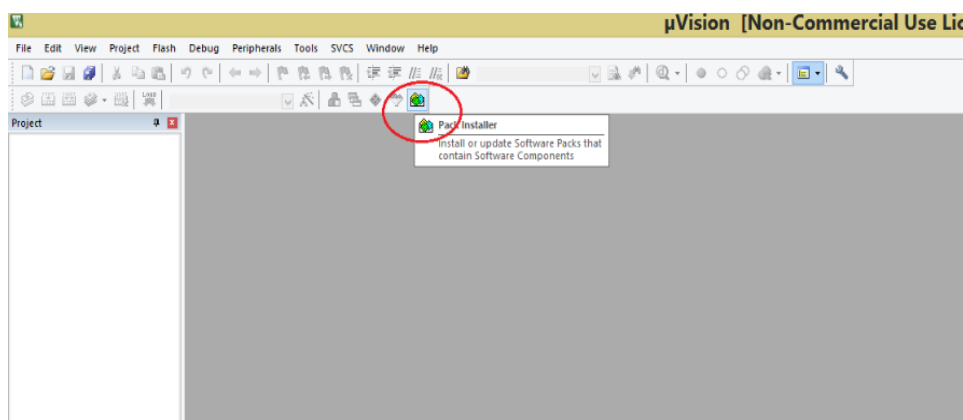 µVision [Non-Commercial Use Lic
File Edit View Project Flash Debug Peripherals Tools SVCS Window Help
LOAD
Project
Pack Installer
Install or update Software Packs that
contain Software Components